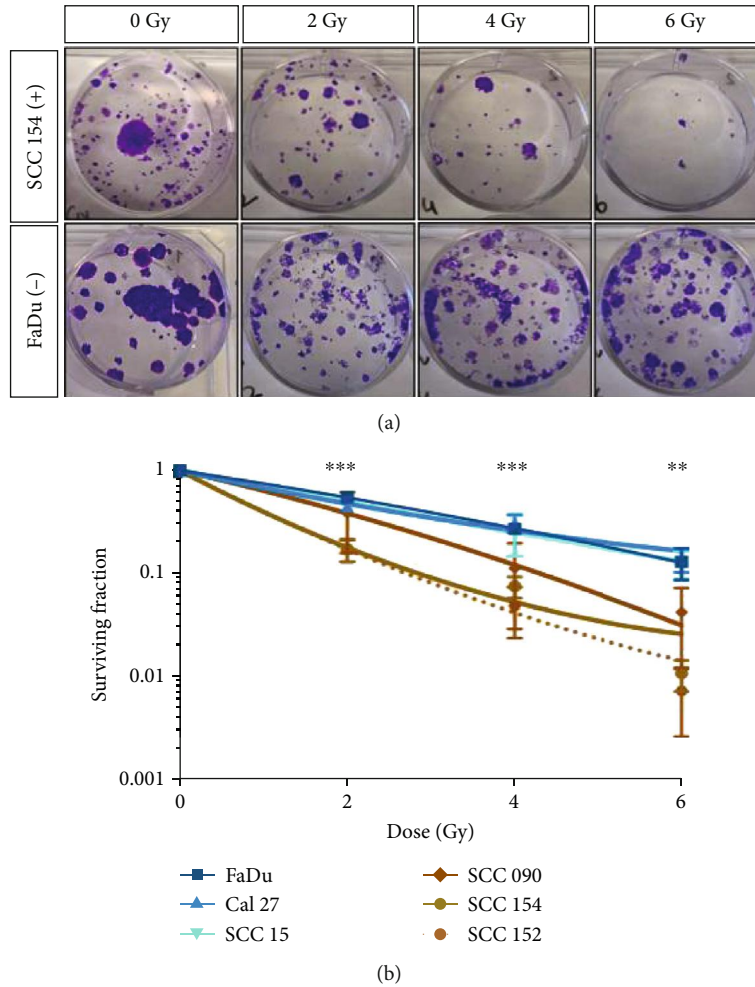 0 Gy
2 Gy
4 Gy
6 Gy
SCC 154 (+)
FaDu (−)
(a)
Surviving fraction
1
0.1
0.01
0.001
*** *** **
0 2 4 6
Dose (Gy)
FaDu
Cal 27
SCC 15
SCC 090
SCC 154
SCC 152
(b)